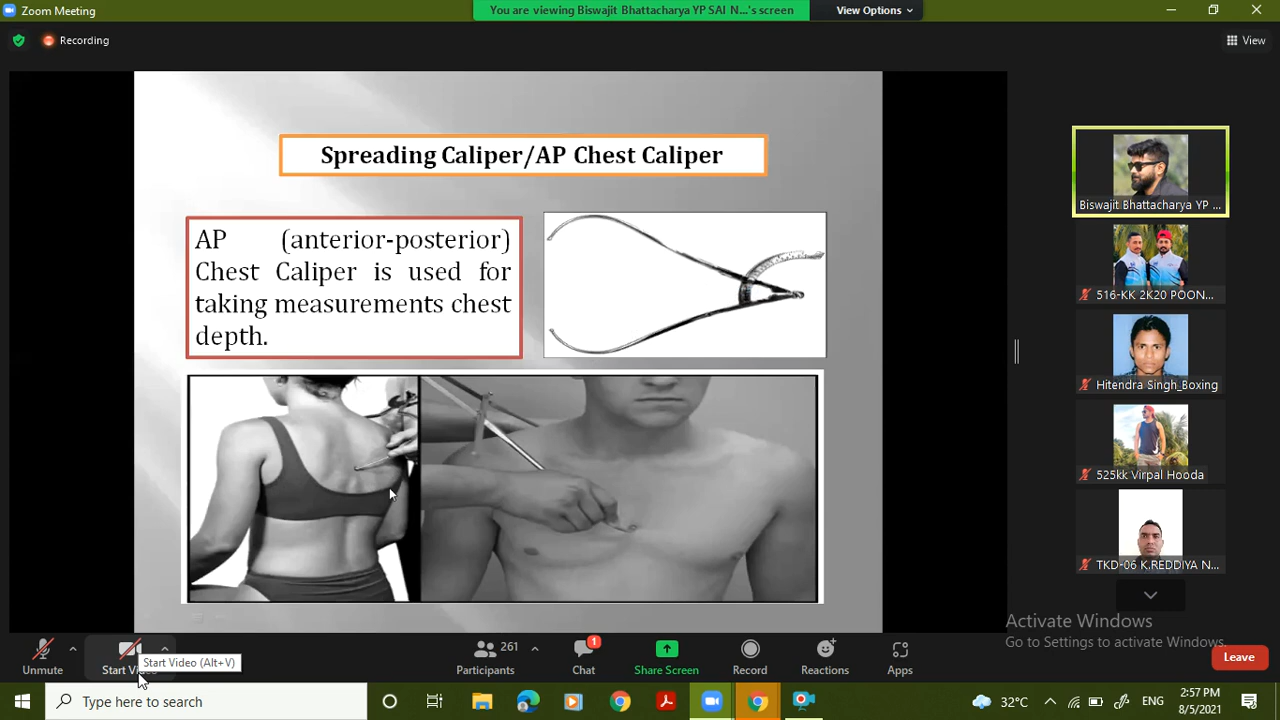 Zoom Meeting
You are viewing Biswajit Bhattacharya YP SAI N...'s screen
View Options
Recording
View
Spreading Caliper/AP Chest Caliper
AP (anterior-posterior)
Chest Caliper is used for
taking measurements chest
depth.
Biswajit Bhattacharya YP ...
516-KK 2K20 POON...
Hitendra Singh_Boxing
525kk Virpal Hooda
TKD-06 K.REDDIYA N...
Activate Windows
Go to Settings to activate Windows.
Unmute
Start Video
Start Video (Alt+V)
261
Participants
1
Chat
Share Screen
Record
Reactions
Apps
Leave
Type here to search
32°C
ENG
2:57 PM
8/5/2021